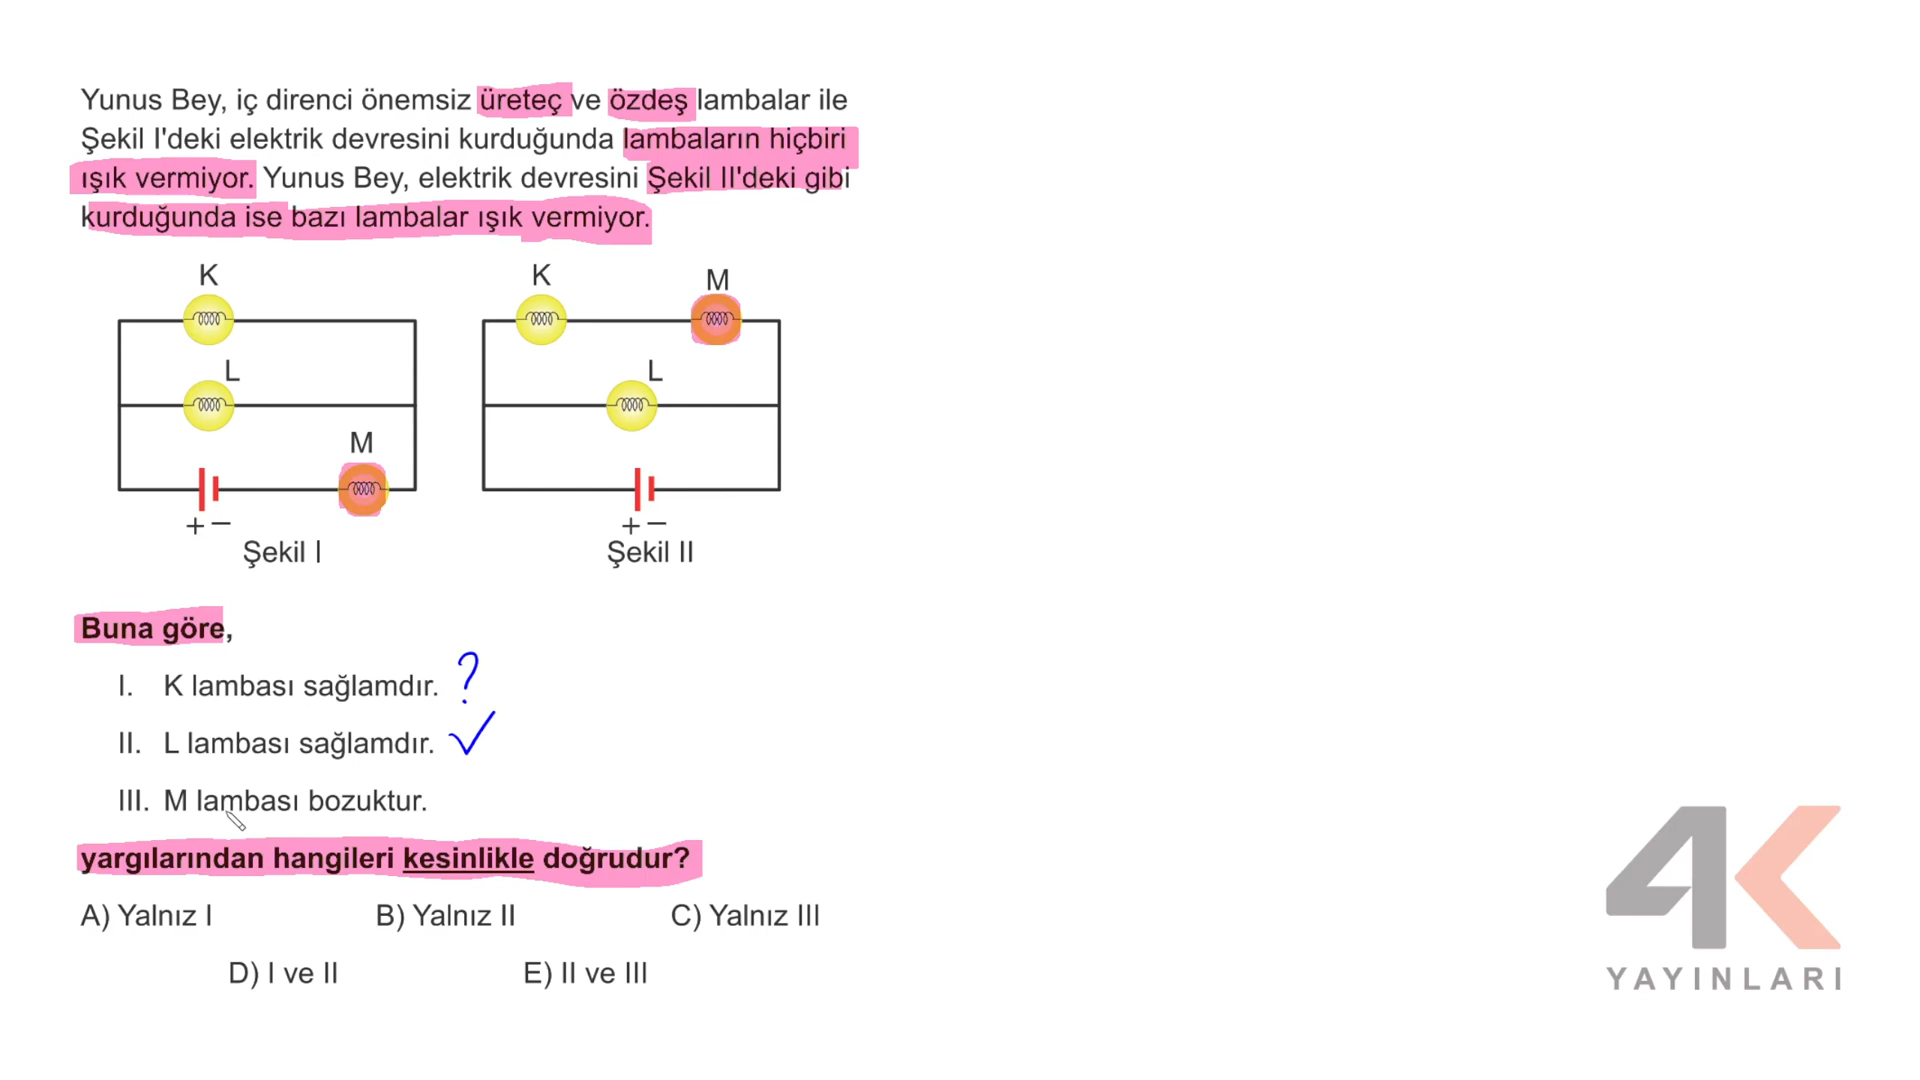 Yunus Bey, iç direnci önemsiz üreteç ve özdeş lambalar ile
Şekil I'deki elektrik devresini kurduğunda lambaların hiçbiri
ışık vermiyor. Yunus Bey, elektrik devresini Şekil II'deki gibi
kurduğunda ise bazı lambalar ışık vermiyor.
K
L
M
+ −
Şekil I
K
M
L
+ −
Şekil II
Buna göre,
I. K lambası sağlamdır. ?
II. L lambası sağlamdır. ✓
III. M lambası bozuktur.
yargılarından hangileri kesinlikle doğrudur?
A) Yalnız I B) Yalnız II C) Yalnız III
D) I ve II E) II ve III
4K
YAYINLARI